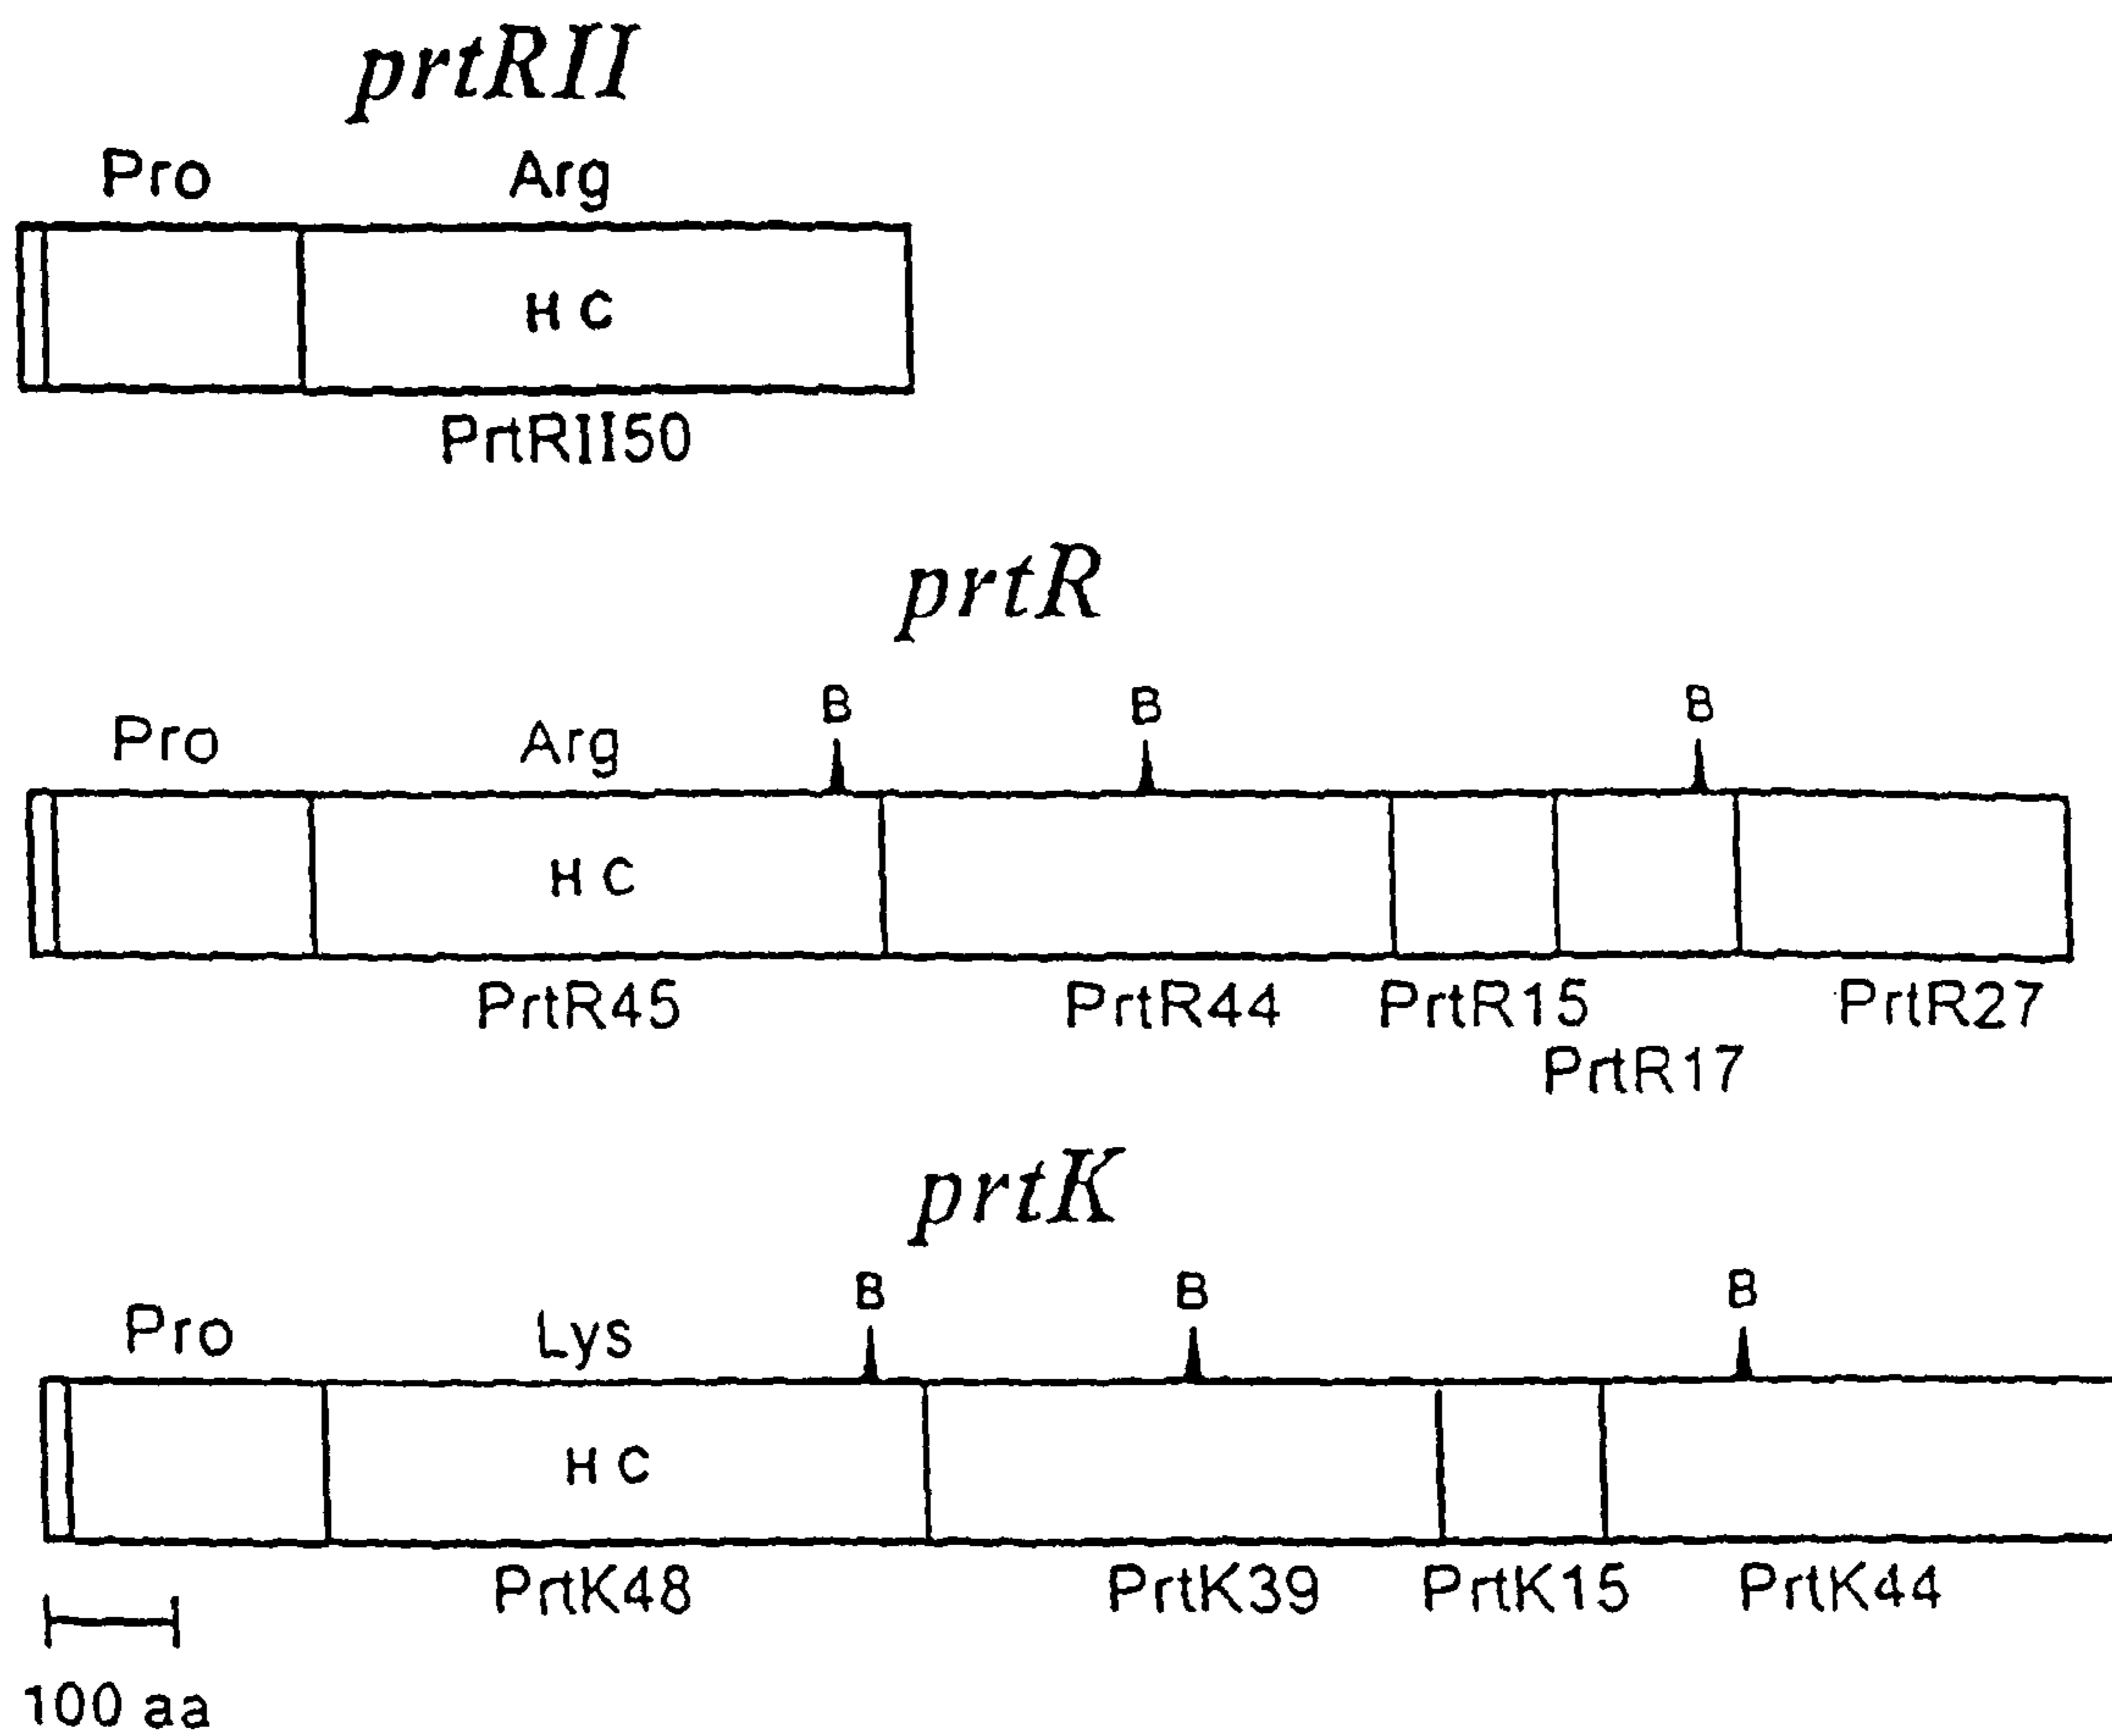 prtRII
Pro Arg
H C
PrtRII50
prtR
B B B
Pro Arg
H C
PrtR45 PrtR44 PrtR15 PrtR27
PrtR17
prtK
B B B
Pro Lys
H C
PrtK48 PrtK39 PrtK15 PrtK44
100 aa